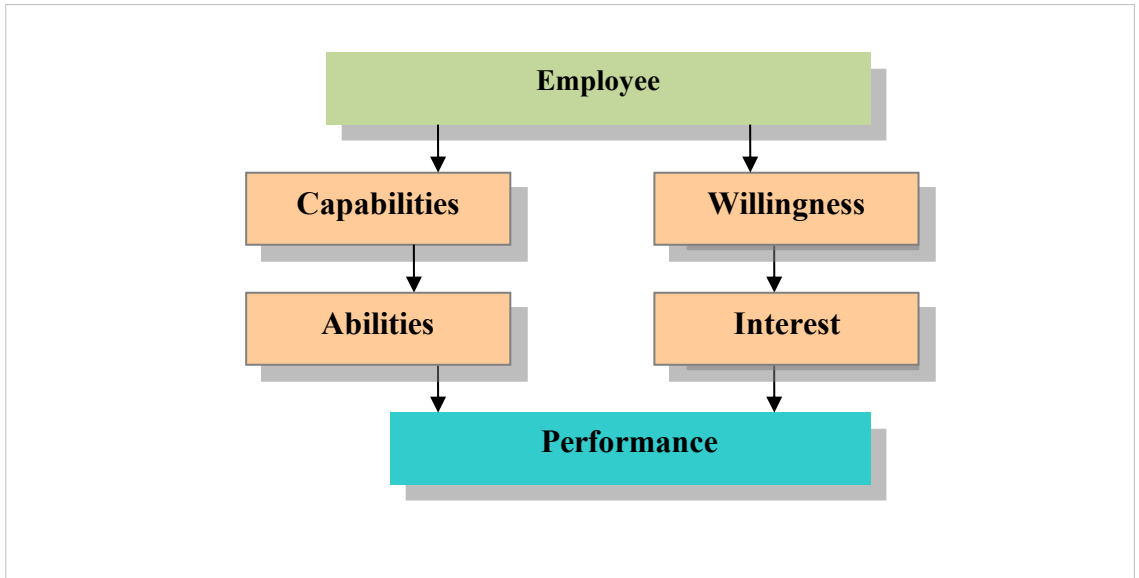 Employee
Capabilities
Willingness
Abilities
Interest
Performance